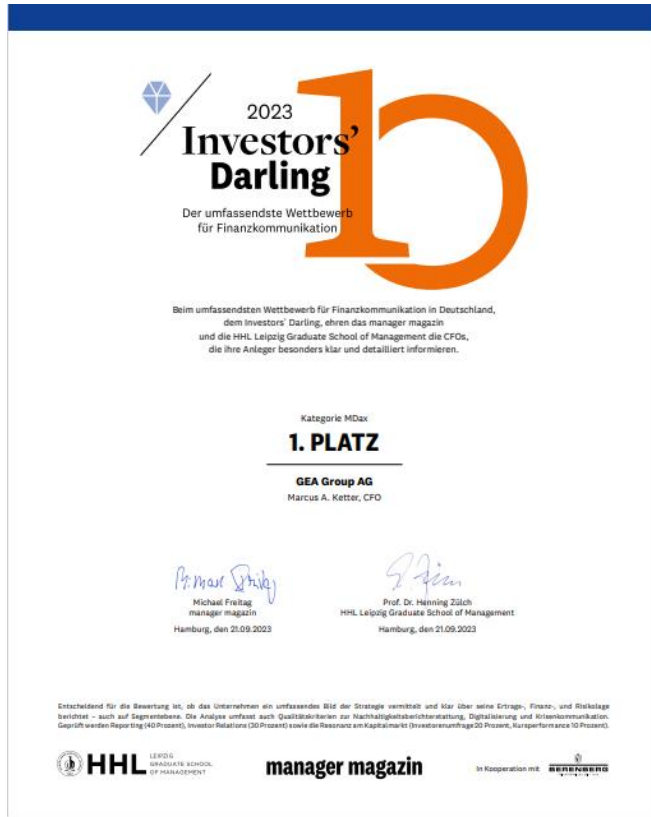 2023
Investors'
Darling
10
Der umfassendste Wettbewerb
für Finanzkommunikation
Beim umfassendsten Wettbewerb für Finanzkommunikation in Deutschland,
dem Investors` Darling, ehren das manager magazin
und die HHL Leipzig Graduate School of Management die CFOs,
die ihre Anleger besonders klar und detailliert informieren.
Kategorie MDax
1. PLATZ
GEA Group AG
Marcus A. Ketter, CFO
Michael Freitag
manager magazin
Hamburg, den 21.09.2023
Prof. Dr. Henning Zülch
HHL Leipzig Graduate School of Management
Hamburg, den 21.09.2023
Entscheidend für die Bewertung ist, ob das Unternehmen ein umfassendes Bild der Strategie vermittelt und klar über seine Ertrags-, Finanz-, und Risikolage
berichtet – auch auf Segmentebene. Die Analyse umfasst auch Qualitätskriterien zur Nachhaltigkeitsberichterstattung, Digitalisierung und Krisenkommunikation.
Geprüft werden Reporting (40 Prozent), Investor Relations (30 Prozent) sowie die Resonanz am Kapitalmarkt (Investorenumfrage 20 Prozent, Kursperformance 10 Prozent).
HHL
LEIPZIG
GRADUATE SCHOOL
OF MANAGEMENT
manager magazin
In Kooperation mit
BERENBERG